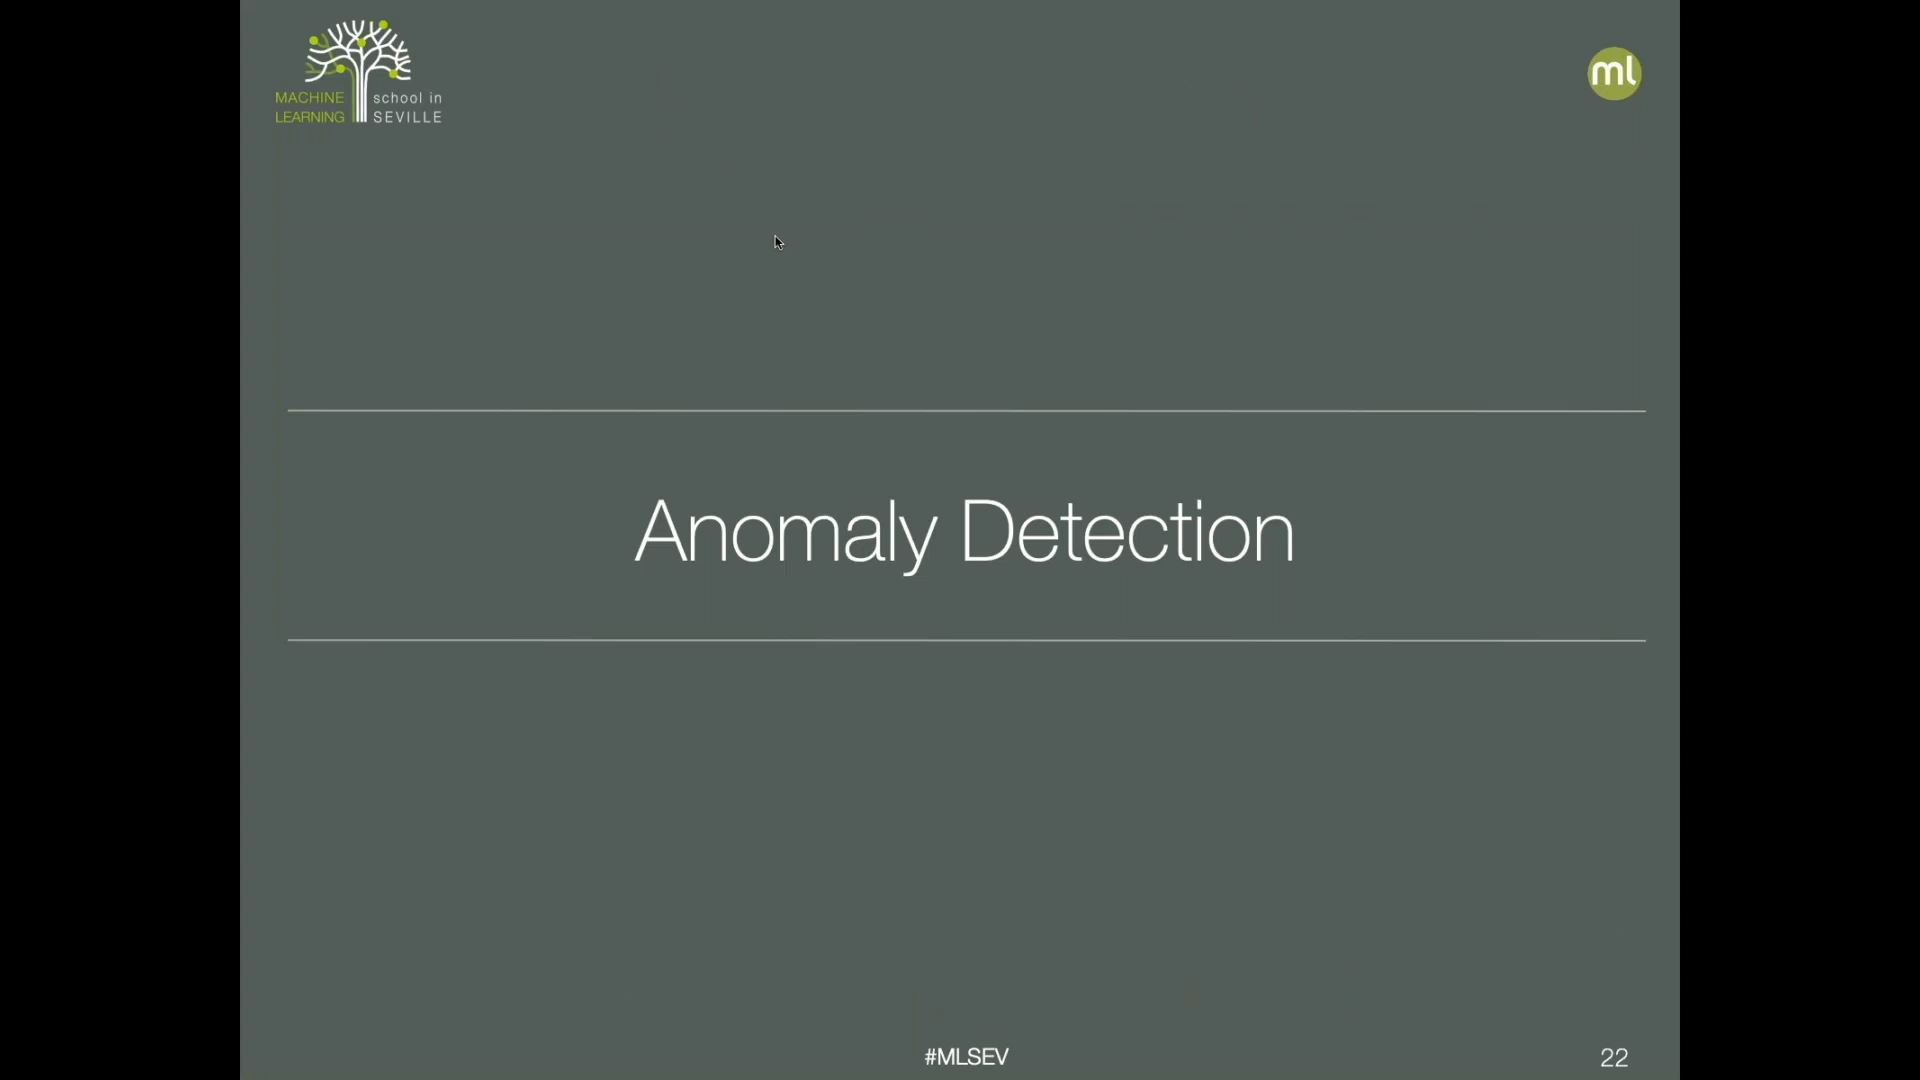 MACHINE school in
LEARNING SEVILLE
ml
Anomaly Detection
#MLSEV
22